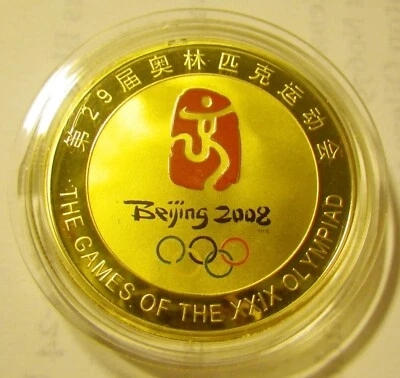 第29届奥林匹克运动会
Beijing 2008
THE GAMES OF THE XXIX OLYMPIAD